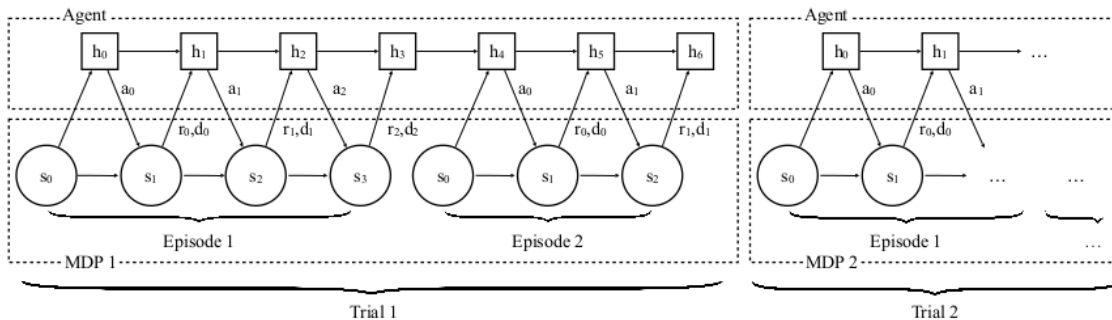 Agent Agent
h₀ h₁ h₂ h₃ h₄ h₅ h₆ h₀ h₁ ...
a₀ a₁ a₂ a₀ a₁ a₀ a₁
r₀,d₀ r₁,d₁ r₂,d₂ r₀,d₀ r₁,d₁ r₀,d₀
s₀ s₁ s₂ s₃ s₀ s₁ s₂ s₀ s₁ ... ...
Episode 1 Episode 2 Episode 1 ...
MDP 1 MDP 2
Trial 1 Trial 2